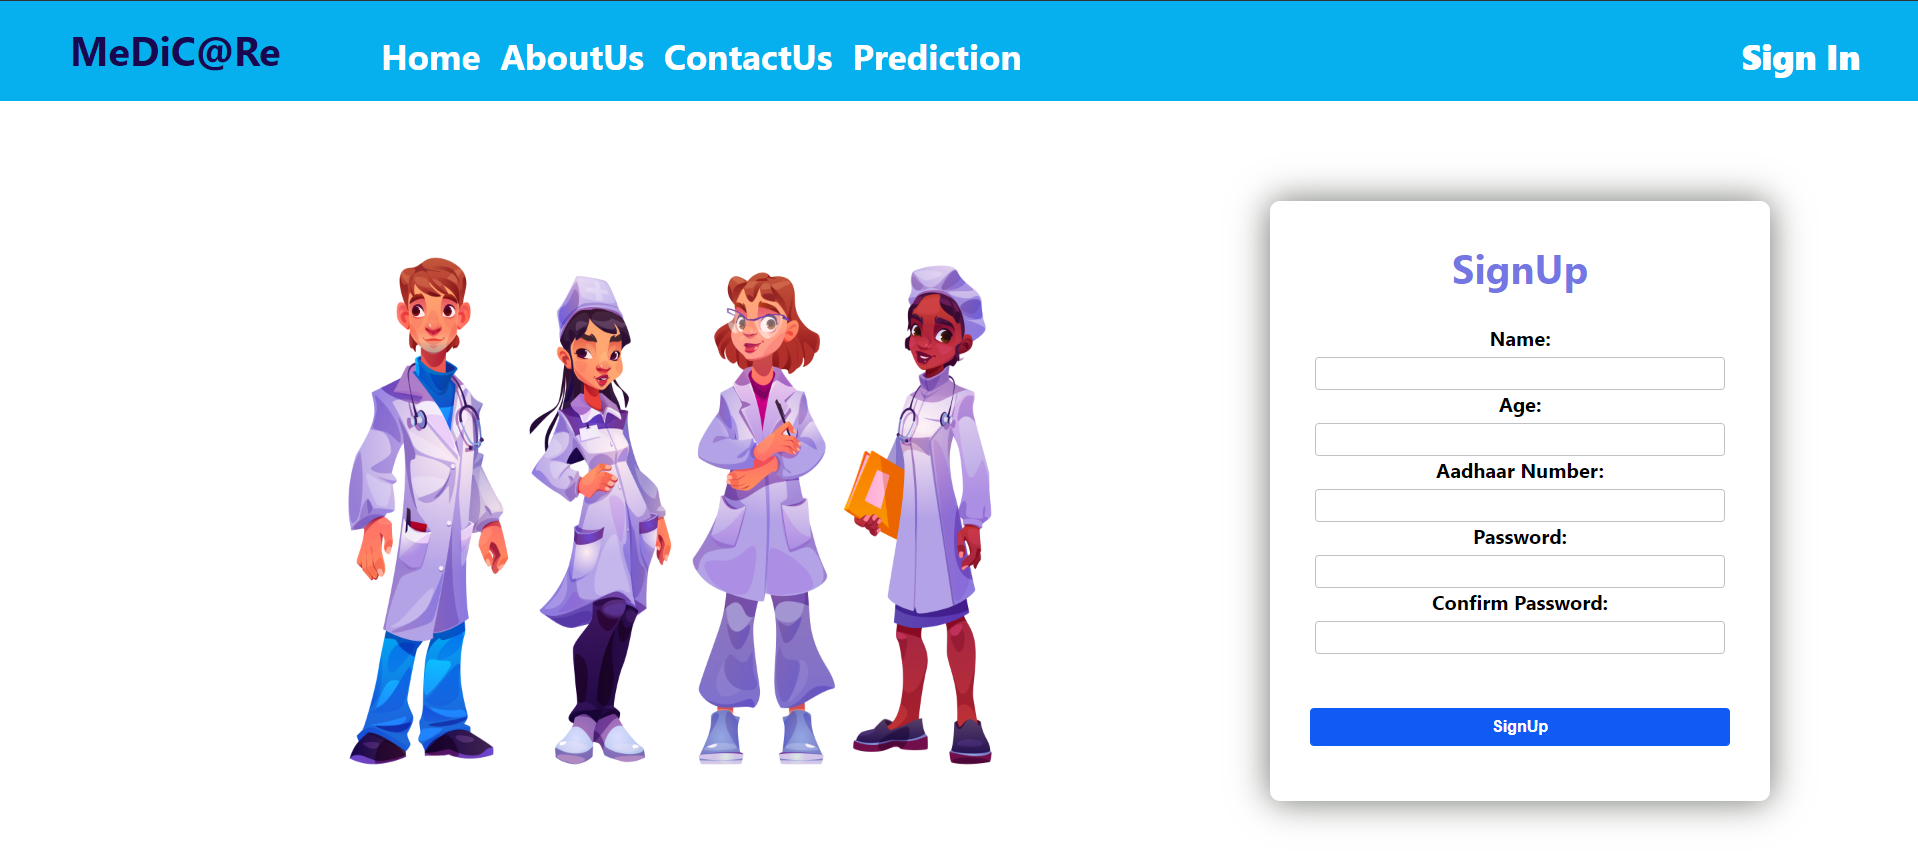 MeDiC@Re
Home AboutUs ContactUs Prediction
Sign In
SignUp
Name:
Age:
Aadhaar Number:
Password:
Confirm Password:
SignUp